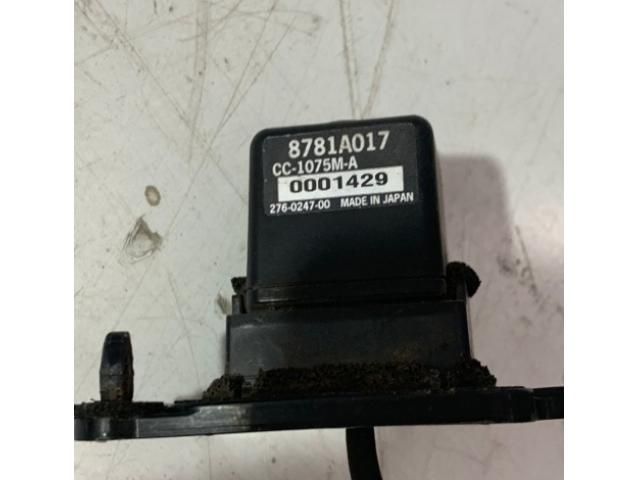 8781A017
CC-1075M-A
0001429
276-0247-00 MADE IN JAPAN